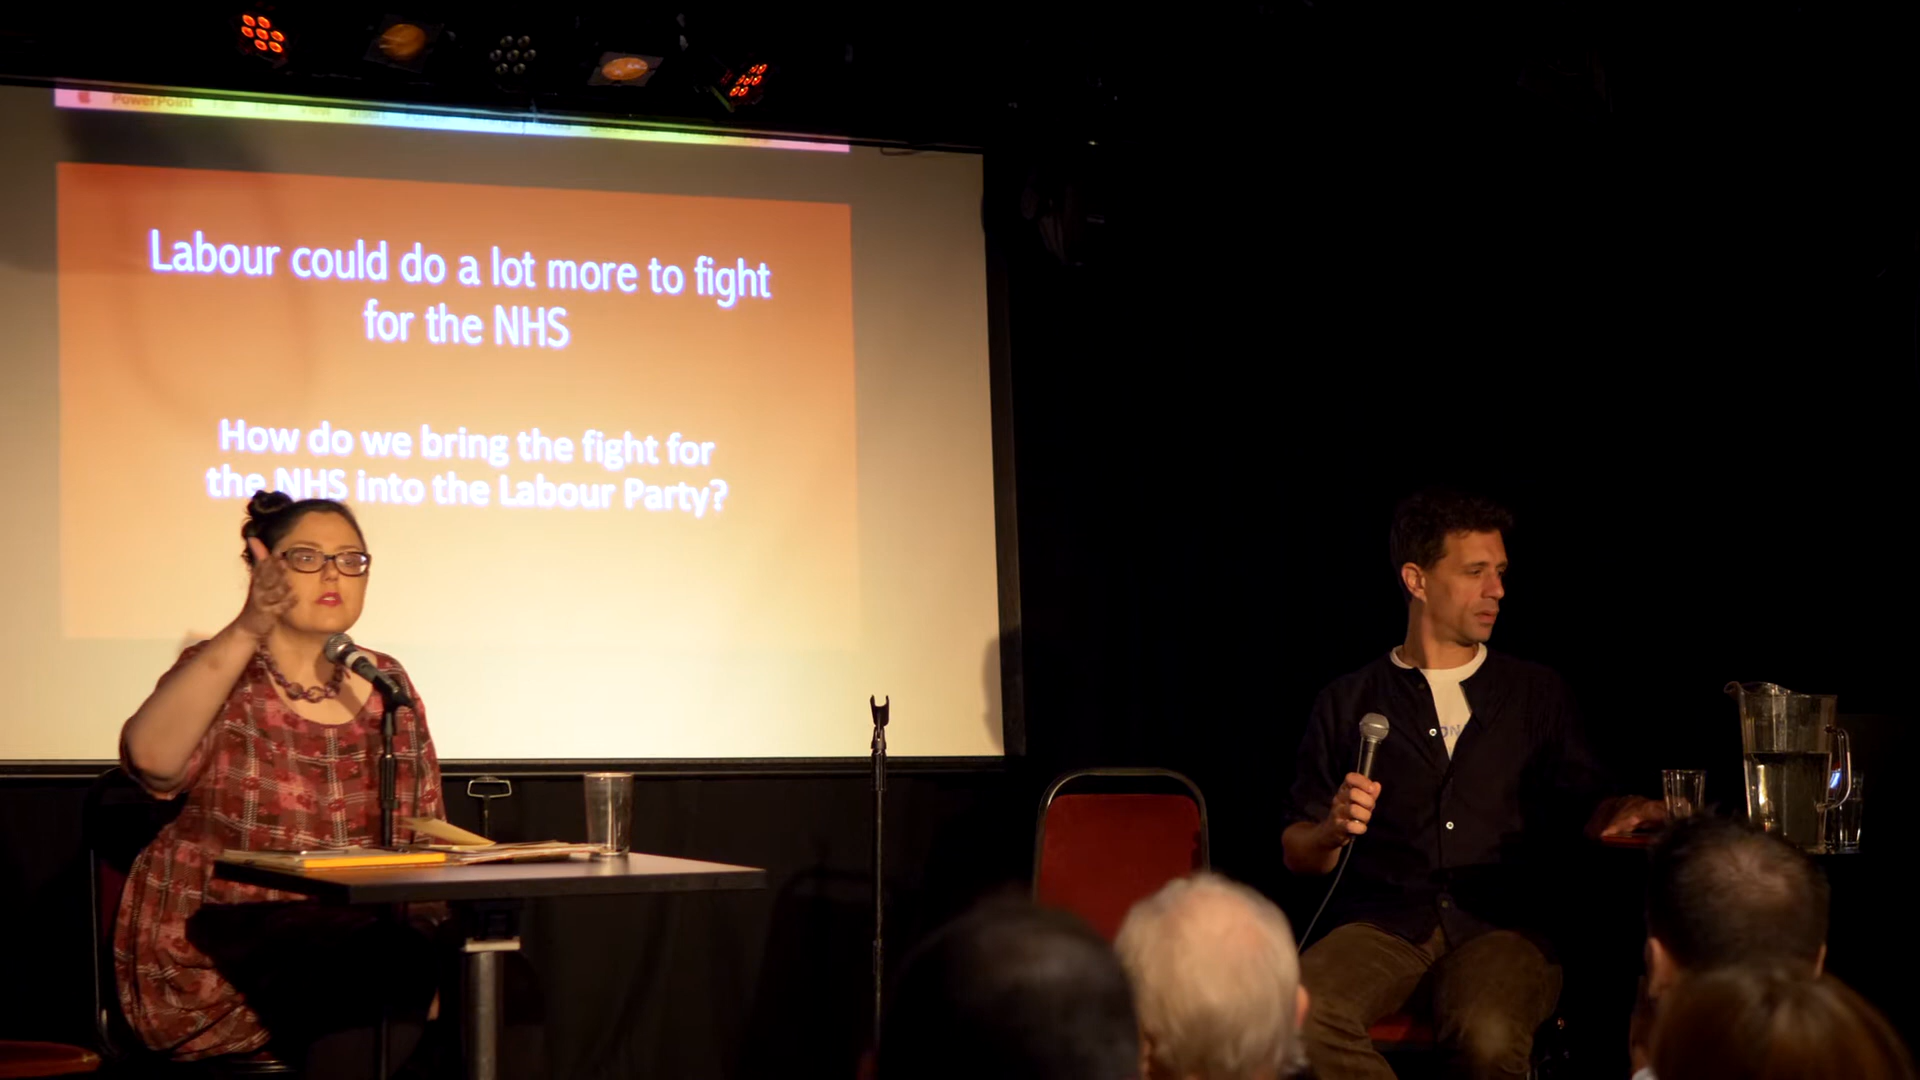 PowerPoint
Labour could do a lot more to fight
for the NHS
How do we bring the fight for
the NHS into the Labour Party?